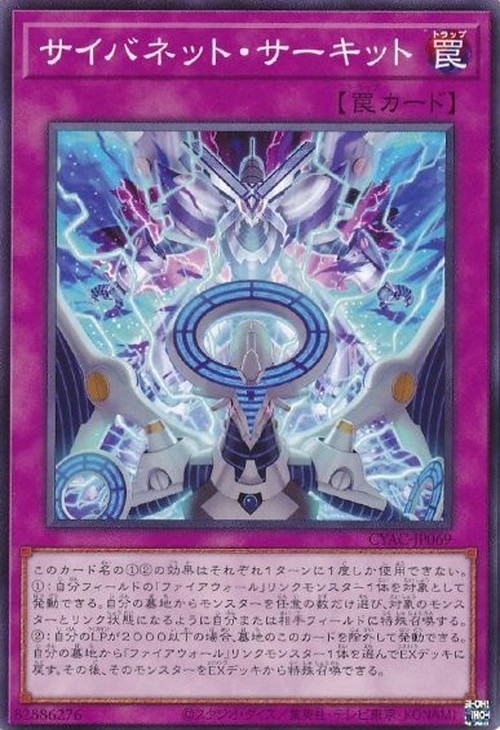 サイバネット・サーキット
トラップ
罠
【罠カード】
CYAC-JP069
このカード名の①②の効果はそれぞれ1ターンに1度しか使用できない。
①:自分フィールドの「ファイアウォール」リンクモンスター1体を対象として
発動できる。自分の墓地からモンスターを任意の数だけ選び、対象のモンス
ターとリンク状態になるように自分または相手フィールドに特殊召喚する。
②:自分のLPが2000以下の場合、墓地のこのカードを除外して発動できる。
自分の墓地から「ファイアウォール」リンクモンスター1体を選んでEXデッキに
戻す。その後、そのモンスターをEXデッキから特殊召喚できる。
82886276
©スタジオ・ダイス/集英社・テレビ東京・KONAMI